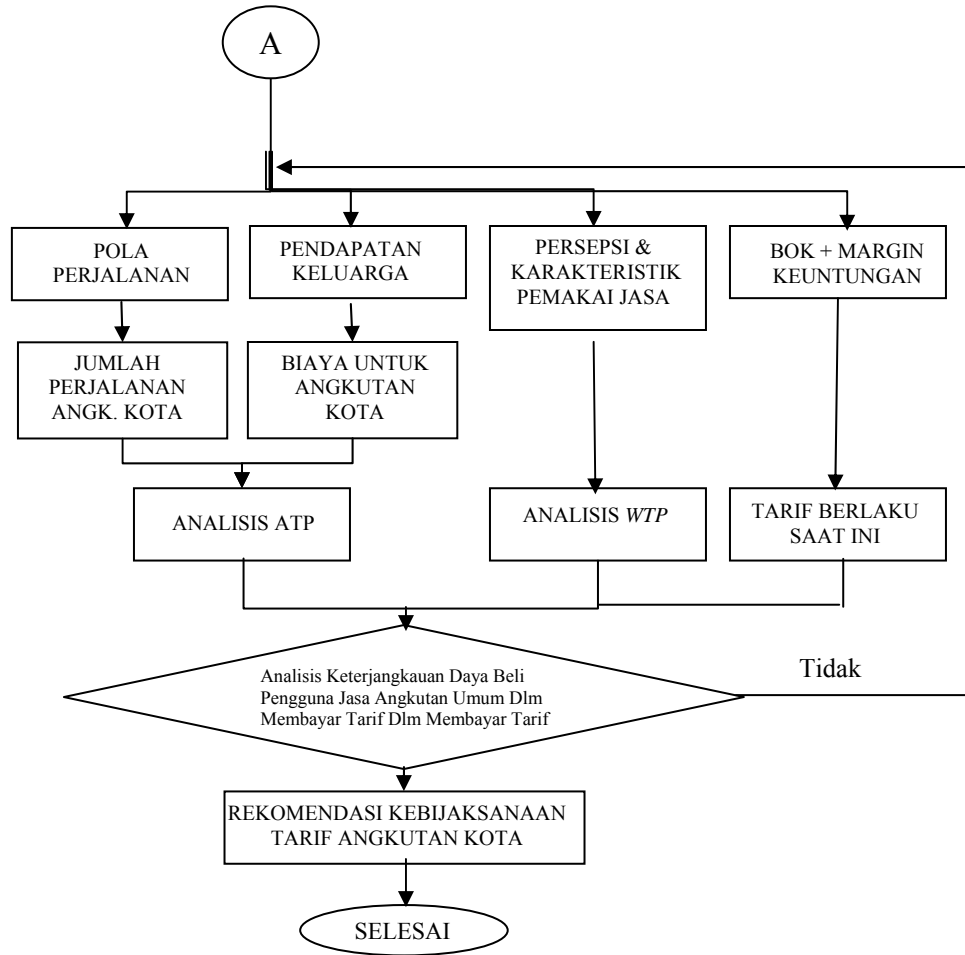 A
POLA
PERJALANAN
PENDAPATAN
KELUARGA
PERSEPSI &
KARAKTERISTIK
PEMAKAI JASA
BOK + MARGIN
KEUNTUNGAN
JUMLAH
PERJALANAN
ANGK. KOTA
BIAYA UNTUK
ANGKUTAN
KOTA
ANALISIS ATP
ANALISIS WTP
TARIF BERLAKU
SAAT INI
Analisis Keterjangkauan Daya Beli
Pengguna Jasa Angkutan Umum Dlm
Membayar Tarif Dlm Membayar Tarif
Tidak
REKOMENDASI KEBIJAKSANAAN
TARIF ANGKUTAN KOTA
SELESAI